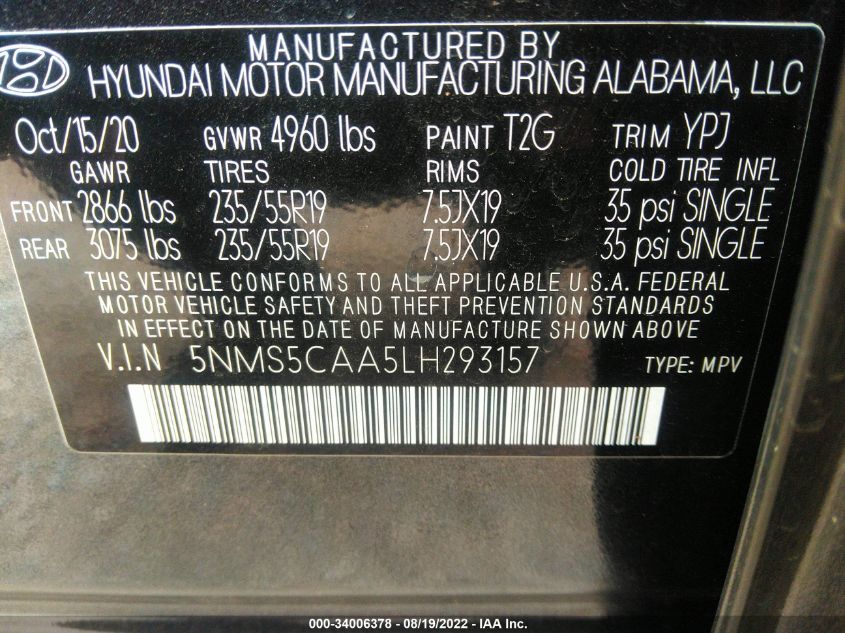 MANUFACTURED BY
HYUNDAI MOTOR MANUFACTURING ALABAMA, LLC
Oct/15/20 GVWR 4960 lbs PAINT T2G TRIM YPJ
GAWR TIRES RIMS COLD TIRE INFL
FRONT 2866 lbs 235/55R19 7.5JX19 35 psi SINGLE
REAR 3075 lbs 235/55R19 7.5JX19 35 psi SINGLE
THIS VEHICLE CONFORMS TO ALL APPLICABLE U.S.A. FEDERAL
MOTOR VEHICLE SAFETY AND THEFT PREVENTION STANDARDS
IN EFFECT ON THE DATE OF MANUFACTURE SHOWN ABOVE.
V.I.N 5NMS5CAA5LH293157 TYPE: MPV
000-34006378 - 08/19/2022 - IAA Inc.